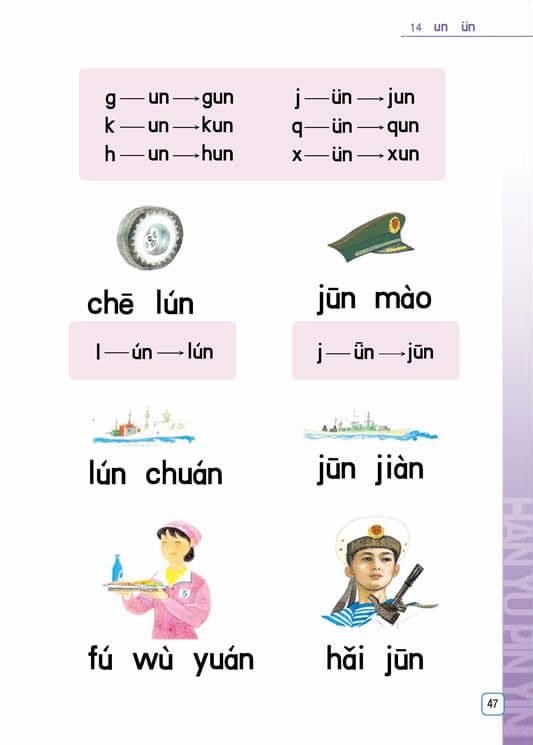 14 un ün
g — un → gun
j — ün → jun
k — un → kun
q — ün → qun
h — un → hun
x — ün → xun
chē lún
jūn mào
l — ún → lún
j — ǖn → jūn
lún chuán
jūn jiàn
5
fú wù yuán
hǎi jūn
HAN YU PIN YIN
47